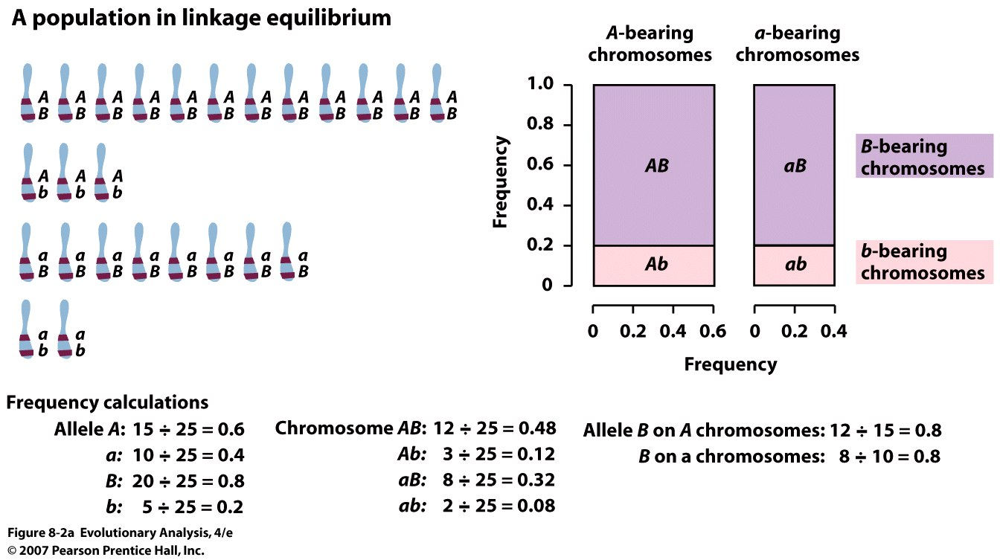 A population in linkage equilibrium
A A A A A A A A A A A A
B B B B B B B B B B B B
A A A
b b b
a a a a a a a a
B B B B B B B B
a a
b b
A-bearing
chromosomes
a-bearing
chromosomes
Frequency
1.0
0.8
0.6
0.4
0.2
0
AB
aB
Ab
ab
B-bearing
chromosomes
b-bearing
chromosomes
0 0.2 0.4 0.6
0 0.2 0.4
Frequency
Frequency calculations
Allele A: 15 ÷ 25 = 0.6
a: 10 ÷ 25 = 0.4
B: 20 ÷ 25 = 0.8
b: 5 ÷ 25 = 0.2
Chromosome AB: 12 ÷ 25 = 0.48
Ab: 3 ÷ 25 = 0.12
aB: 8 ÷ 25 = 0.32
ab: 2 ÷ 25 = 0.08
Allele B on A chromosomes: 12 ÷ 15 = 0.8
B on a chromosomes: 8 ÷ 10 = 0.8
Figure 8-2a Evolutionary Analysis, 4/e
© 2007 Pearson Prentice Hall, Inc.